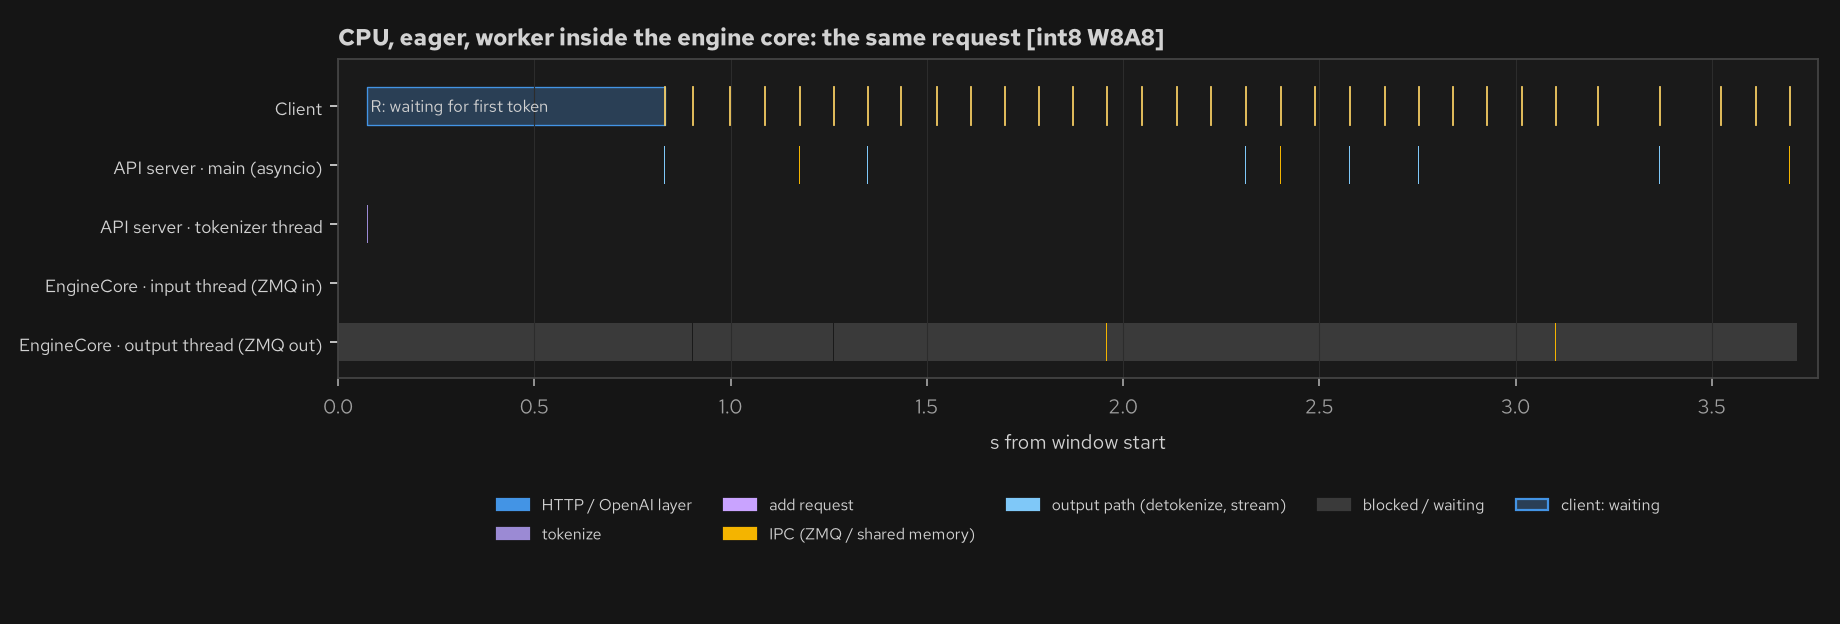 CPU, eager, worker inside the engine core: the same request [int8 W8A8]
Client
R: waiting for first token
API server · main (asyncio)
API server · tokenizer thread
EngineCore · input thread (ZMQ in)
EngineCore · output thread (ZMQ out)
0.0 0.5 1.0 1.5 2.0 2.5 3.0 3.5
s from window start
HTTP / OpenAI layer add request output path (detokenize, stream) blocked / waiting client: waiting
tokenize IPC (ZMQ / shared memory)